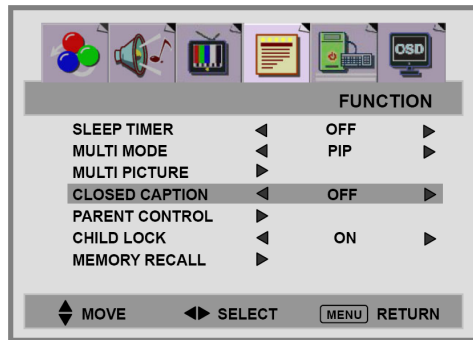 OSD
FUNCTION
SLEEP TIMER OFF
MULTI MODE PIP
MULTI PICTURE
CLOSED CAPTION OFF
PARENT CONTROL
CHILD LOCK ON
MEMORY RECALL
MOVE SELECT MENU RETURN